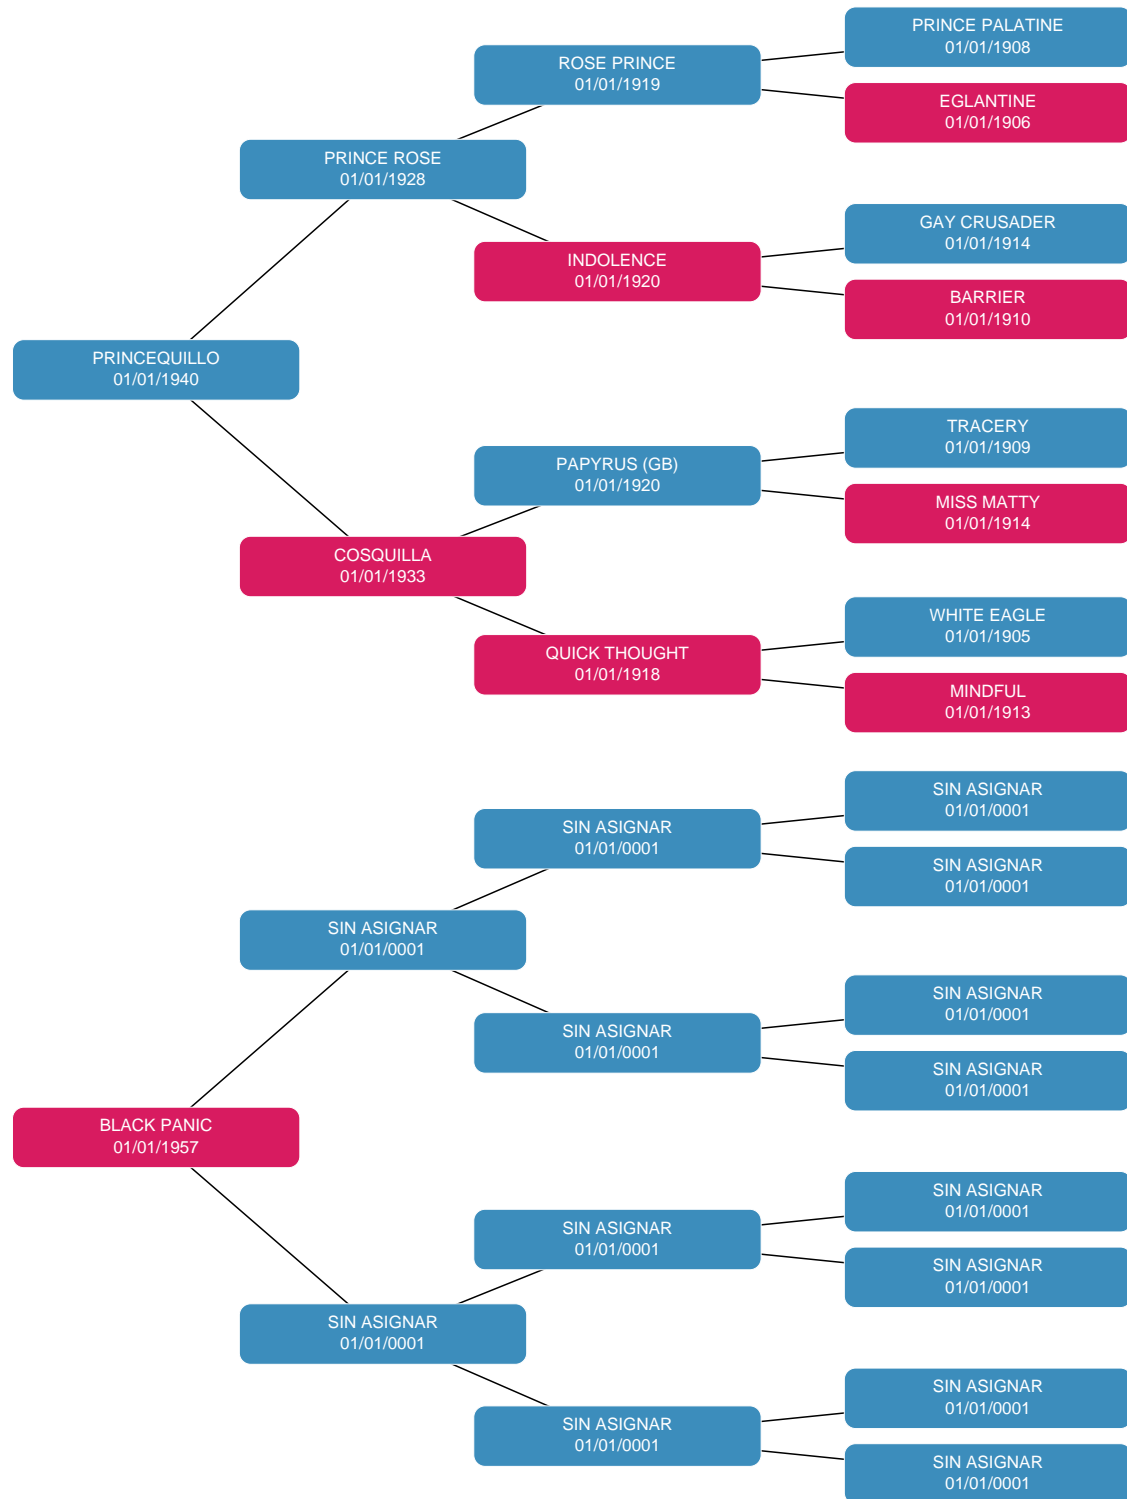 PRINCE PALATINE
01/01/1908
ROSE PRINCE
01/01/1919
EGLANTINE
01/01/1906
PRINCE ROSE
01/01/1928
GAY CRUSADER
01/01/1914
INDOLENCE
01/01/1920
BARRIER
01/01/1910
PRINCEQUILLO
01/01/1940
TRACERY
01/01/1909
PAPYRUS (GB)
01/01/1920
MISS MATTY
01/01/1914
COSQUILLA
01/01/1933
WHITE EAGLE
01/01/1905
QUICK THOUGHT
01/01/1918
MINDFUL
01/01/1913
SIN ASIGNAR
01/01/0001
SIN ASIGNAR
01/01/0001
SIN ASIGNAR
01/01/0001
SIN ASIGNAR
01/01/0001
SIN ASIGNAR
01/01/0001
SIN ASIGNAR
01/01/0001
SIN ASIGNAR
01/01/0001
BLACK PANIC
01/01/1957
SIN ASIGNAR
01/01/0001
SIN ASIGNAR
01/01/0001
SIN ASIGNAR
01/01/0001
SIN ASIGNAR
01/01/0001
SIN ASIGNAR
01/01/0001
SIN ASIGNAR
01/01/0001
SIN ASIGNAR
01/01/0001